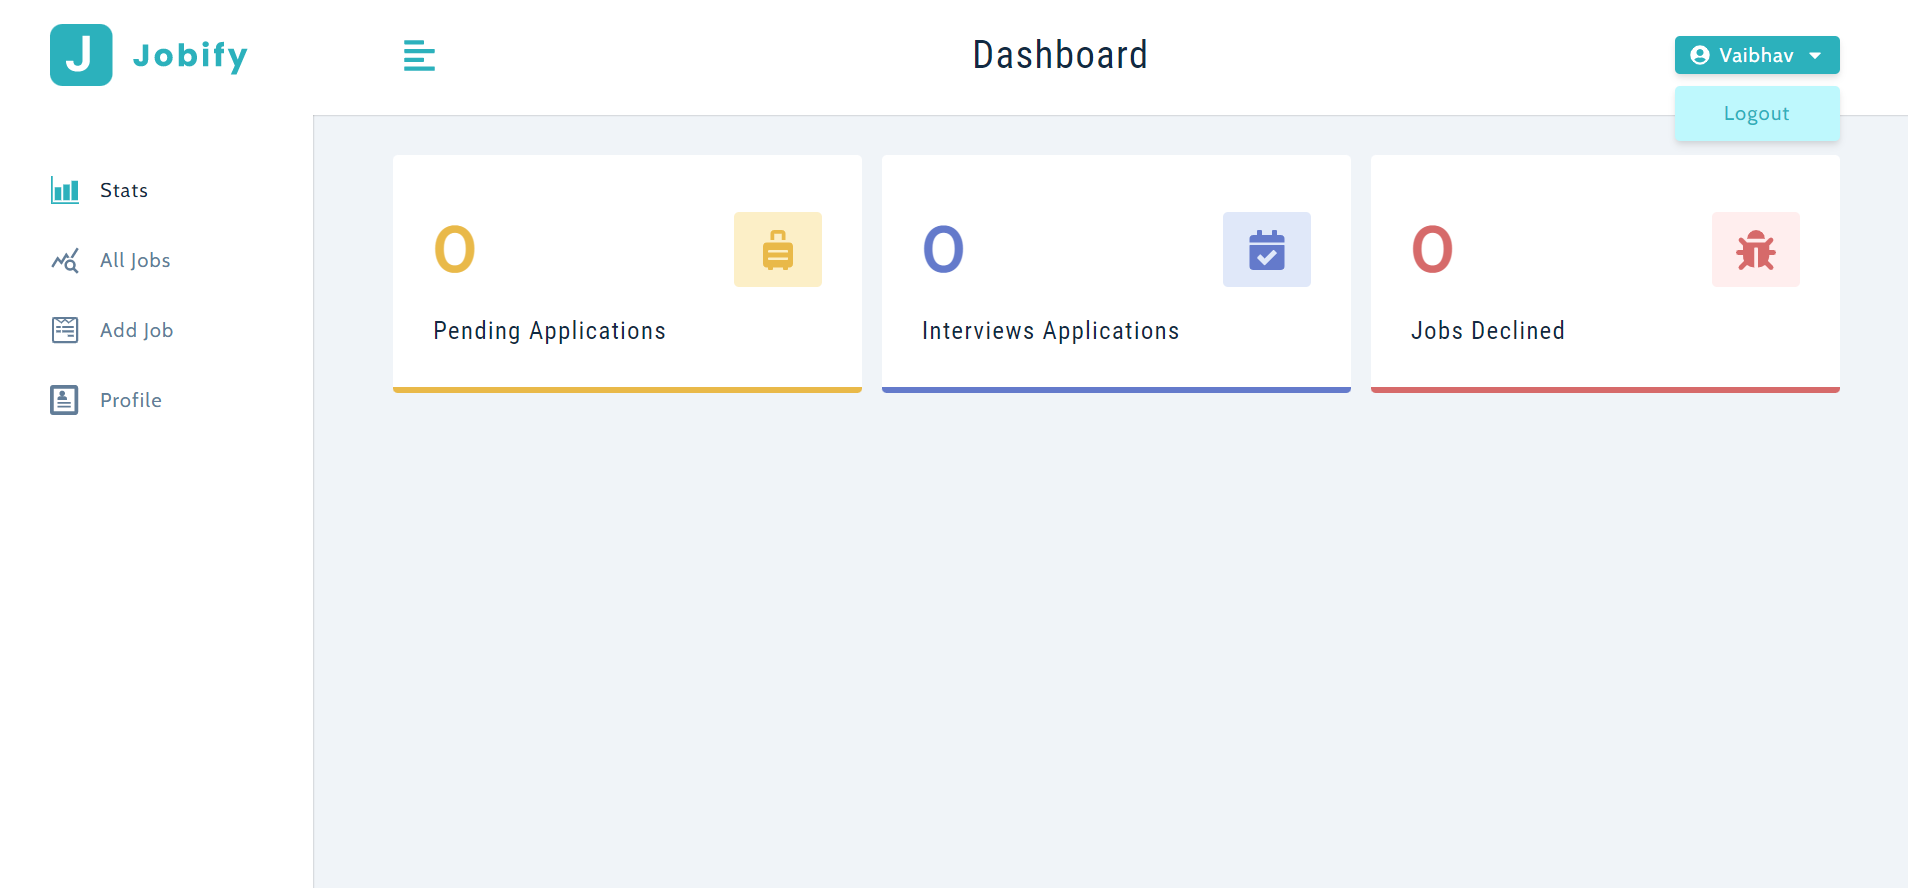 J Jobify
Dashboard
Vaibhav
Logout
Stats
All Jobs
Add Job
Profile
0
Pending Applications
0
Interviews Applications
0
Jobs Declined